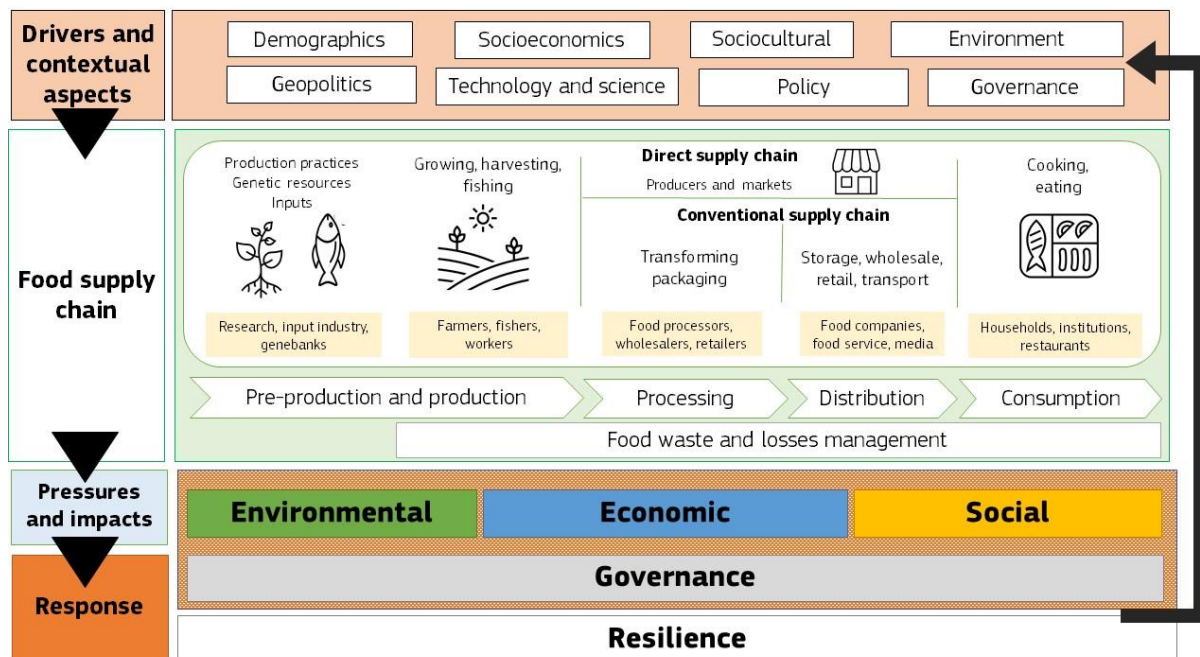 Drivers and
contextual
aspects
Demographics
Socioeconomics
Sociocultural
Environment
Geopolitics
Technology and science
Policy
Governance
Food supply
chain
Production practices
Genetic resources
Inputs
Growing, harvesting,
fishing
Direct supply chain
Producers and markets
Conventional supply chain
Transforming
packaging
Storage, wholesale,
retail, transport
Cooking,
eating
Research, input industry,
genebanks
Farmers, fishers,
workers
Food processors,
wholesalers, retailers
Food companies,
food service, media
Households, institutions,
restaurants
Pre-production and production
Processing
Distribution
Consumption
Food waste and losses management
Pressures
and impacts
Environmental
Economic
Social
Response
Governance
Resilience